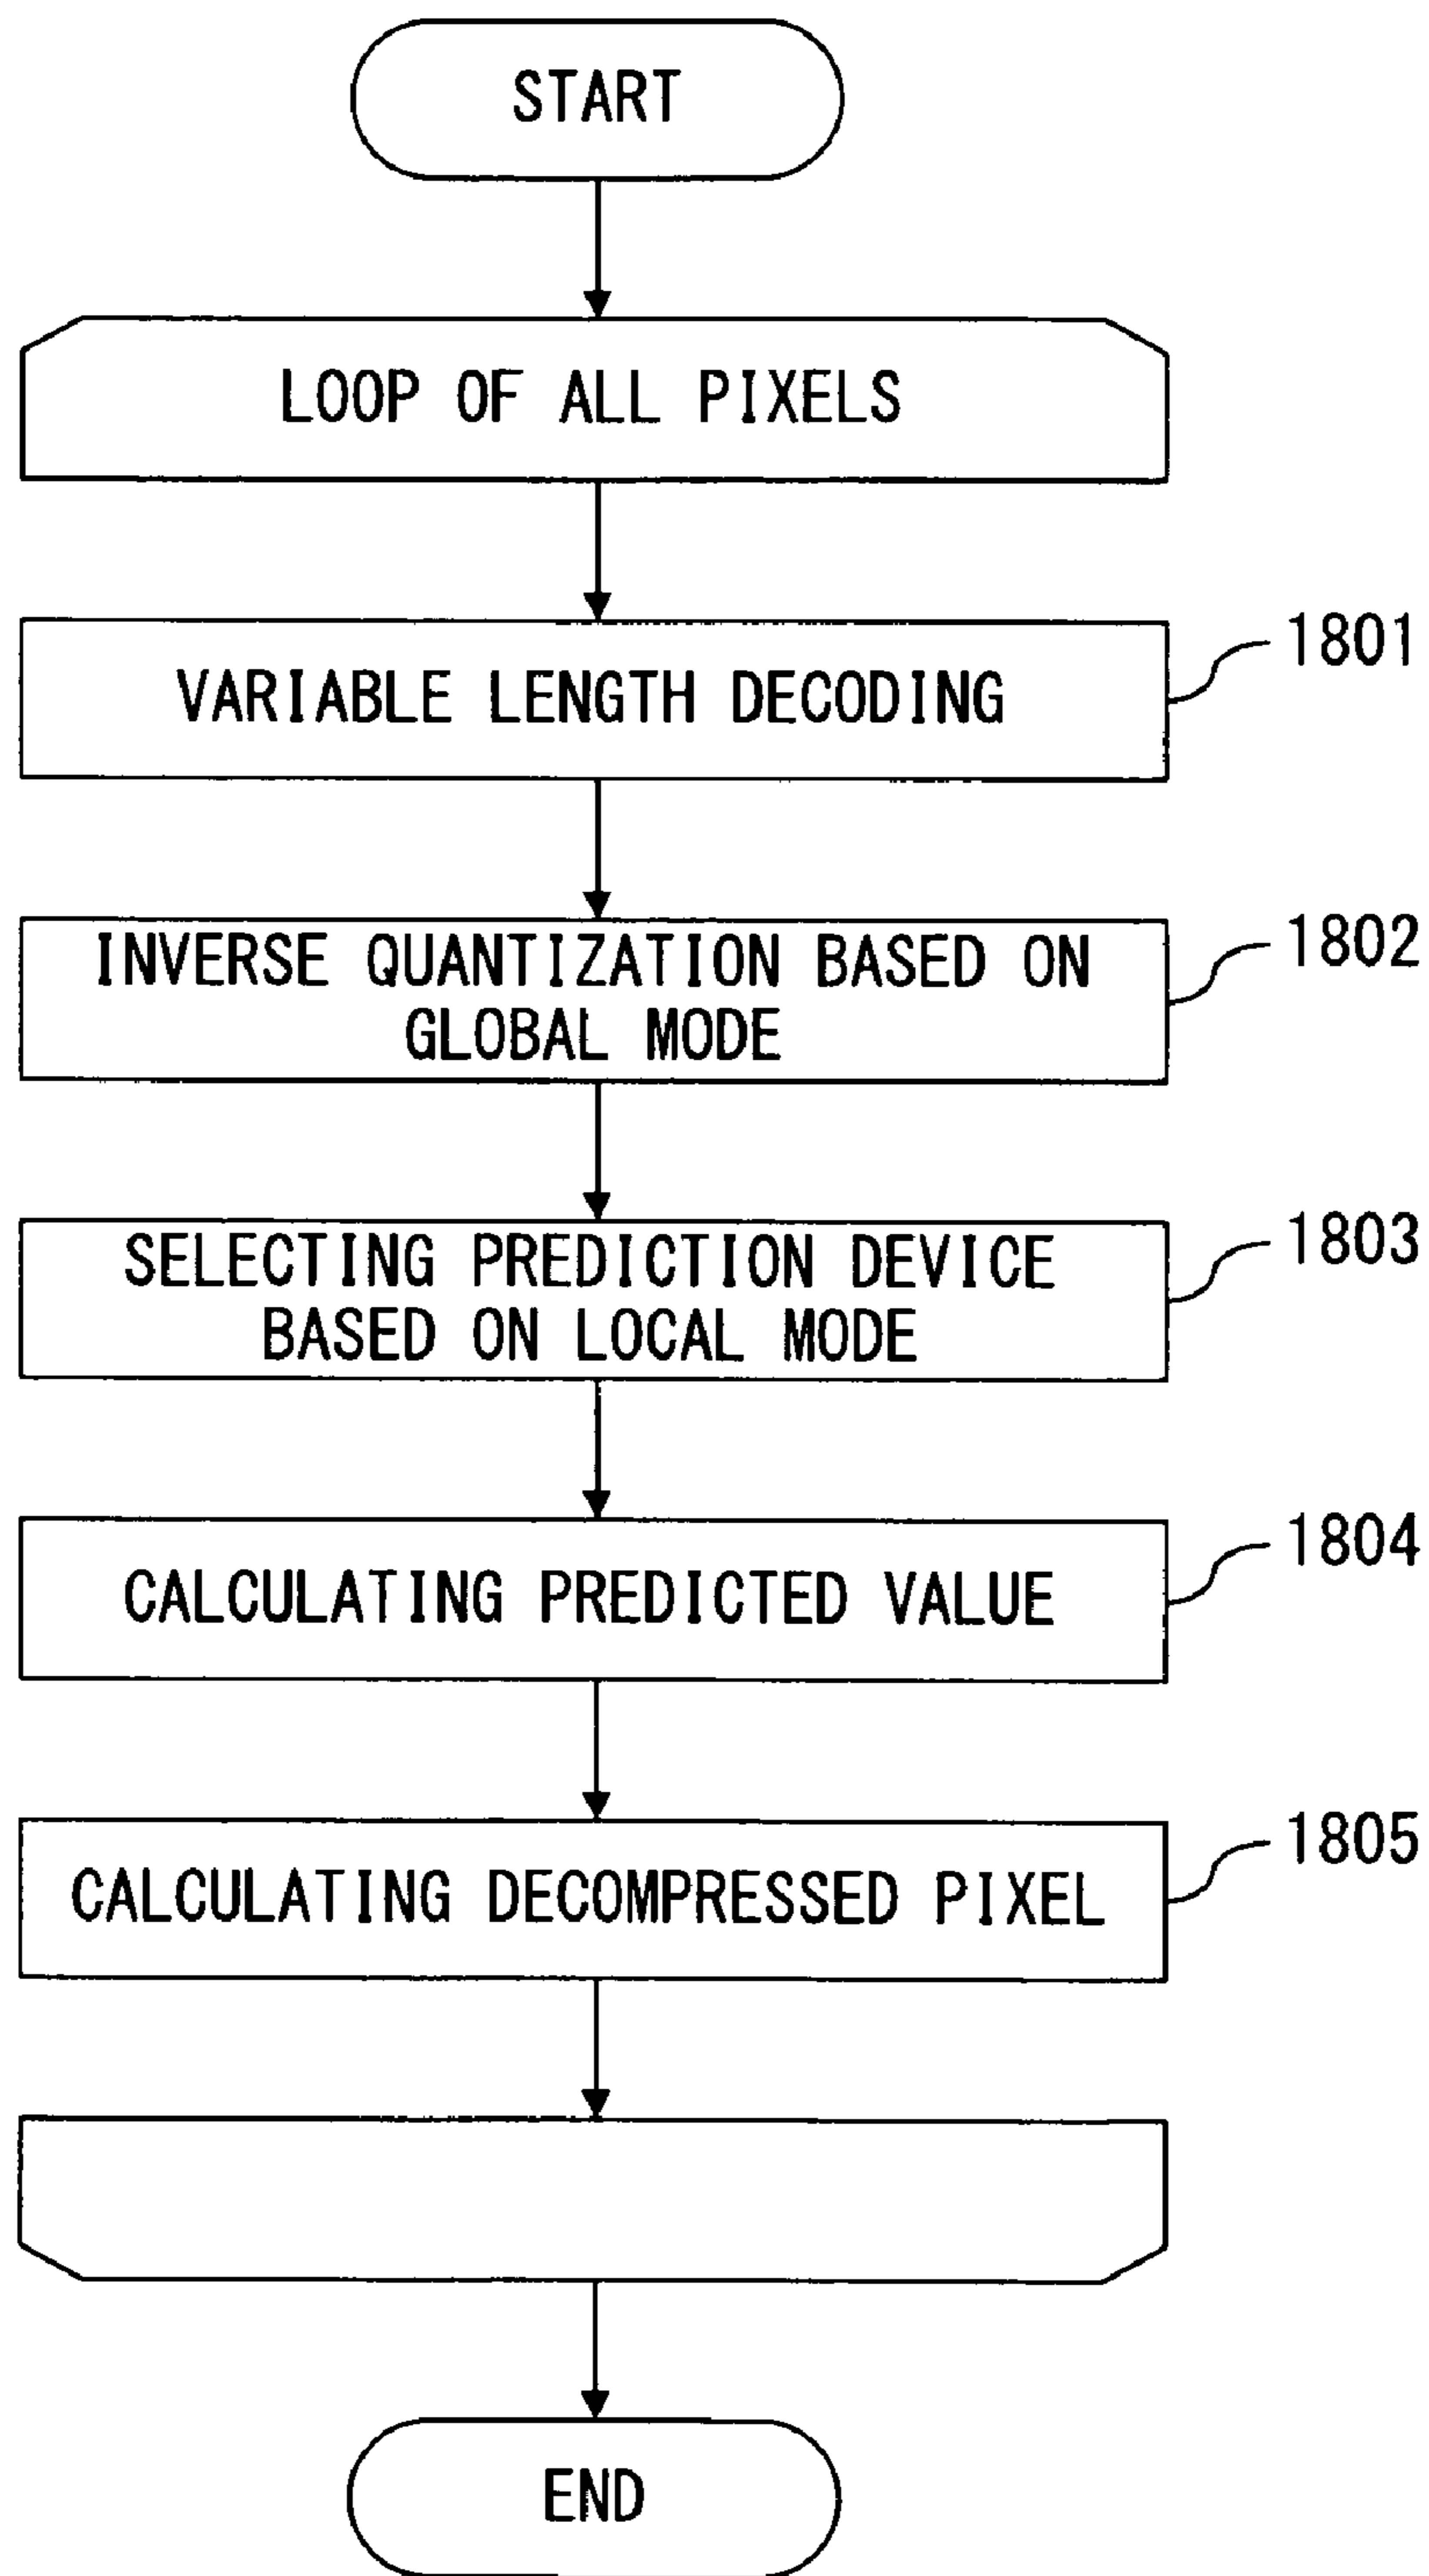 START
LOOP OF ALL PIXELS
VARIABLE LENGTH DECODING
1801
INVERSE QUANTIZATION BASED ON
GLOBAL MODE
1802
SELECTING PREDICTION DEVICE
BASED ON LOCAL MODE
1803
CALCULATING PREDICTED VALUE
1804
CALCULATING DECOMPRESSED PIXEL
1805
END